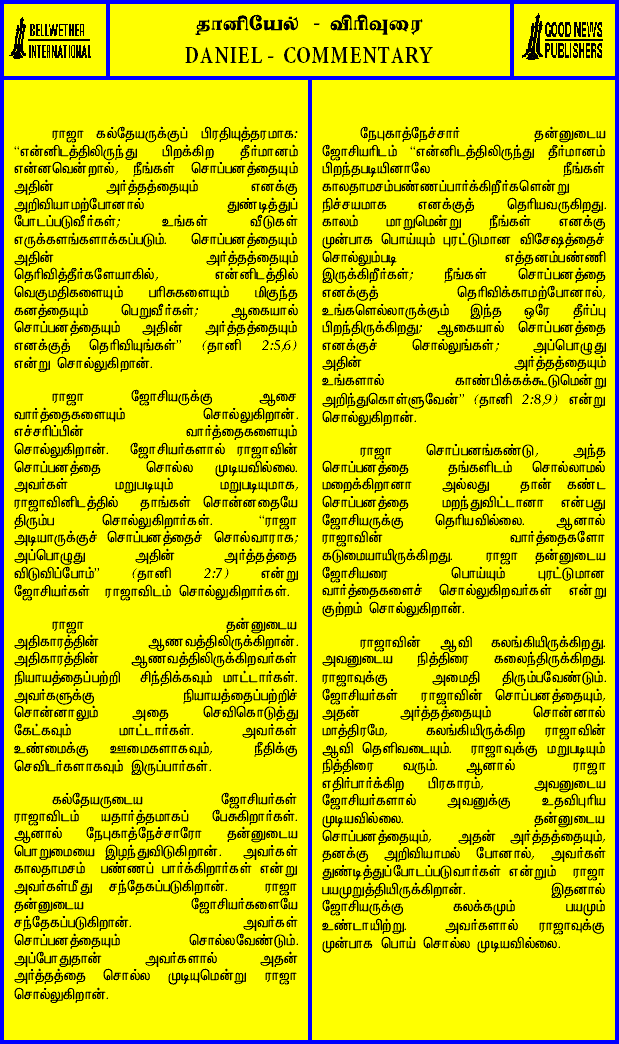 BELLWETHER
INTERNATIONAL
தானியேல் - விரிவுரை
DANIEL - COMMENTARY
GOOD NEWS
PUBLISHERS
ராஜா கல்தேயருக்குப் பிரதியுத்தரமாக:
“என்னிடத்திலிருந்து பிறக்கிற தீர்மானம்
என்னவென்றால், நீங்கள் சொப்பனத்தையும்
அதின் அர்த்தத்தையும் எனக்கு
அறிவியாமற்போனால் துண்டித்துப்
போடப்படுவீர்கள்; உங்கள் வீடுகள்
எருக்களங்களாக்கப்படும். சொப்பனத்தையும்
அதின் அர்த்தத்தையும்
தெரிவித்தீர்களேயாகில், என்னிடத்தில்
வெகுமதிகளையும் பரிசுகளையும் மிகுந்த
கனத்தையும் பெறுவீர்கள்; ஆகையால்
சொப்பனத்தையும் அதின் அர்த்தத்தையும்
எனக்குத் தெரிவியுங்கள்” (தானி 2:5,6)
என்று சொல்லுகிறான்.
ராஜா ஜோசியருக்கு ஆசை
வார்த்தைகளையும் சொல்லுகிறான்.
எச்சரிப்பின் வார்த்தைகளையும்
சொல்லுகிறான். ஜோசியர்களால் ராஜாவின்
சொப்பனத்தை சொல்ல முடியவில்லை.
அவர்கள் மறுபடியும் மறுபடியுமாக,
ராஜாவினிடத்தில் தாங்கள் சொன்னதையே
திரும்ப சொல்லுகிறார்கள். “ராஜா
அடியாருக்குச் சொப்பனத்தைச் சொல்வாராக;
அப்பொழுது அதின் அர்த்தத்தை
விடுவிப்போம்” (தானி 2:7) என்று
ஜோசியர்கள் ராஜாவிடம் சொல்லுகிறார்கள்.
ராஜா தன்னுடைய
அதிகாரத்தின் ஆணவத்திலிருக்கிறான்.
அதிகாரத்தின் ஆணவத்திலிருக்கிறவர்கள்
நியாயத்தைப்பற்றி சிந்திக்கவும் மாட்டார்கள்.
அவர்களுக்கு நியாயத்தைப்பற்றிச்
சொன்னாலும் அதை செவிகொடுத்து
கேட்கவும் மாட்டார்கள். அவர்கள்
உண்மைக்கு ஊமைகளாகவும், நீதிக்கு
செவிடர்களாகவும் இருப்பார்கள்.
கல்தேயருடைய ஜோசியர்கள்
ராஜாவிடம் யதார்த்தமாகப் பேசுகிறார்கள்.
ஆனால் நேபுகாத்நேச்சாரோ தன்னுடைய
பொறுமையை இழந்துவிடுகிறான். அவர்கள்
காலதாமசம் பண்ணப் பார்க்கிறார்கள் என்று
அவர்கள்மீது சந்தேகப்படுகிறான். ராஜா
தன்னுடைய ஜோசியர்களையே
சந்தேகப்படுகிறான். அவர்கள்
சொப்பனத்தையும் சொல்லவேண்டும்.
அப்போதுதான் அவர்களால் அதன்
அர்த்தத்தை சொல்ல முடியுமென்று ராஜா
சொல்லுகிறான்.
நேபுகாத்நேச்சார் தன்னுடைய
ஜோசியரிடம் “என்னிடத்திலிருந்து தீர்மானம்
பிறந்தபடியினாலே நீங்கள்
காலதாமசம்பண்ணப்பார்க்கிறீர்களென்று
நிச்சயமாக எனக்குத் தெரியவருகிறது.
காலம் மாறுமென்று நீங்கள் எனக்கு
முன்பாக பொய்யும் புரட்டுமான விசேஷத்தைச்
சொல்லும்படி எத்தனம்பண்ணி
இருக்கிறீர்கள்; நீங்கள் சொப்பனத்தை
எனக்குத் தெரிவிக்காமற்போனால்,
உங்களெல்லாருக்கும் இந்த ஒரே தீர்ப்பு
பிறந்திருக்கிறது; ஆகையால் சொப்பனத்தை
எனக்குச் சொல்லுங்கள்; அப்பொழுது
அதின் அர்த்தத்தையும்
உங்களால் காண்பிக்கக்கூடுமென்று
அறிந்துகொள்ளுவேன்” (தானி 2:8,9) என்று
சொல்லுகிறான்.
ராஜா சொப்பனங்கண்டு, அந்த
சொப்பனத்தை தங்களிடம் சொல்லாமல்
மறைக்கிறானா அல்லது தான் கண்ட
சொப்பனத்தை மறந்துவிட்டானா என்பது
ஜோசியருக்கு தெரியவில்லை. ஆனால்
ராஜாவின் வார்த்தைகளோ
கடுமையாயிருக்கிறது. ராஜா தன்னுடைய
ஜோசியரை பொய்யும் புரட்டுமான
வார்த்தைகளைச் சொல்லுகிறவர்கள் என்று
குற்றம் சொல்லுகிறான்.
ராஜாவின் ஆவி கலங்கியிருக்கிறது.
அவனுடைய நித்திரை கலைந்திருக்கிறது.
ராஜாவுக்கு அமைதி திரும்பவேண்டும்.
ஜோசியர்கள் ராஜாவின் சொப்பனத்தையும்,
அதன் அர்த்தத்தையும் சொன்னால்
மாத்திரமே, கலங்கியிருக்கிற ராஜாவின்
ஆவி தெளிவடையும். ராஜாவுக்கு மறுபடியும்
நித்திரை வரும். ஆனால் ராஜா
எதிர்பார்க்கிற பிரகாரம், அவனுடைய
ஜோசியர்களால் அவனுக்கு உதவிபுரிய
முடியவில்லை. தன்னுடைய
சொப்பனத்தையும், அதன் அர்த்தத்தையும்,
தனக்கு அறிவியாமல் போனால், அவர்கள்
துண்டித்துப்போடப்படுவார்கள் என்றும் ராஜா
பயமுறுத்தியிருக்கிறான். இதனால்
ஜோசியருக்கு கலக்கமும் பயமும்
உண்டாயிற்று. அவர்களால் ராஜாவுக்கு
முன்பாக பொய் சொல்ல முடியவில்லை.